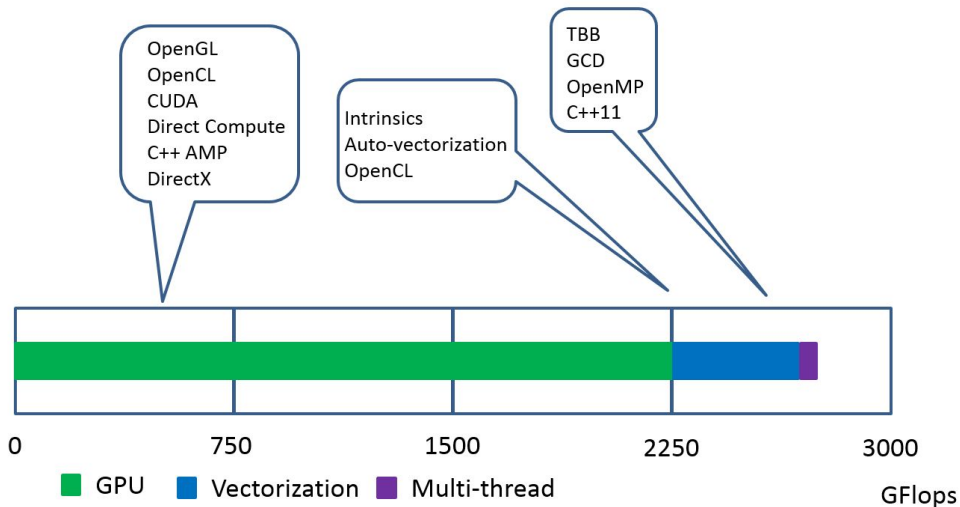 OpenGL
OpenCL
CUDA
Direct Compute
C++ AMP
DirectX
Intrinsics
Auto-vectorization
OpenCL
TBB
GCD
OpenMP
C++11
0 750 1500 2250 3000
GPU Vectorization Multi-thread
GFlops